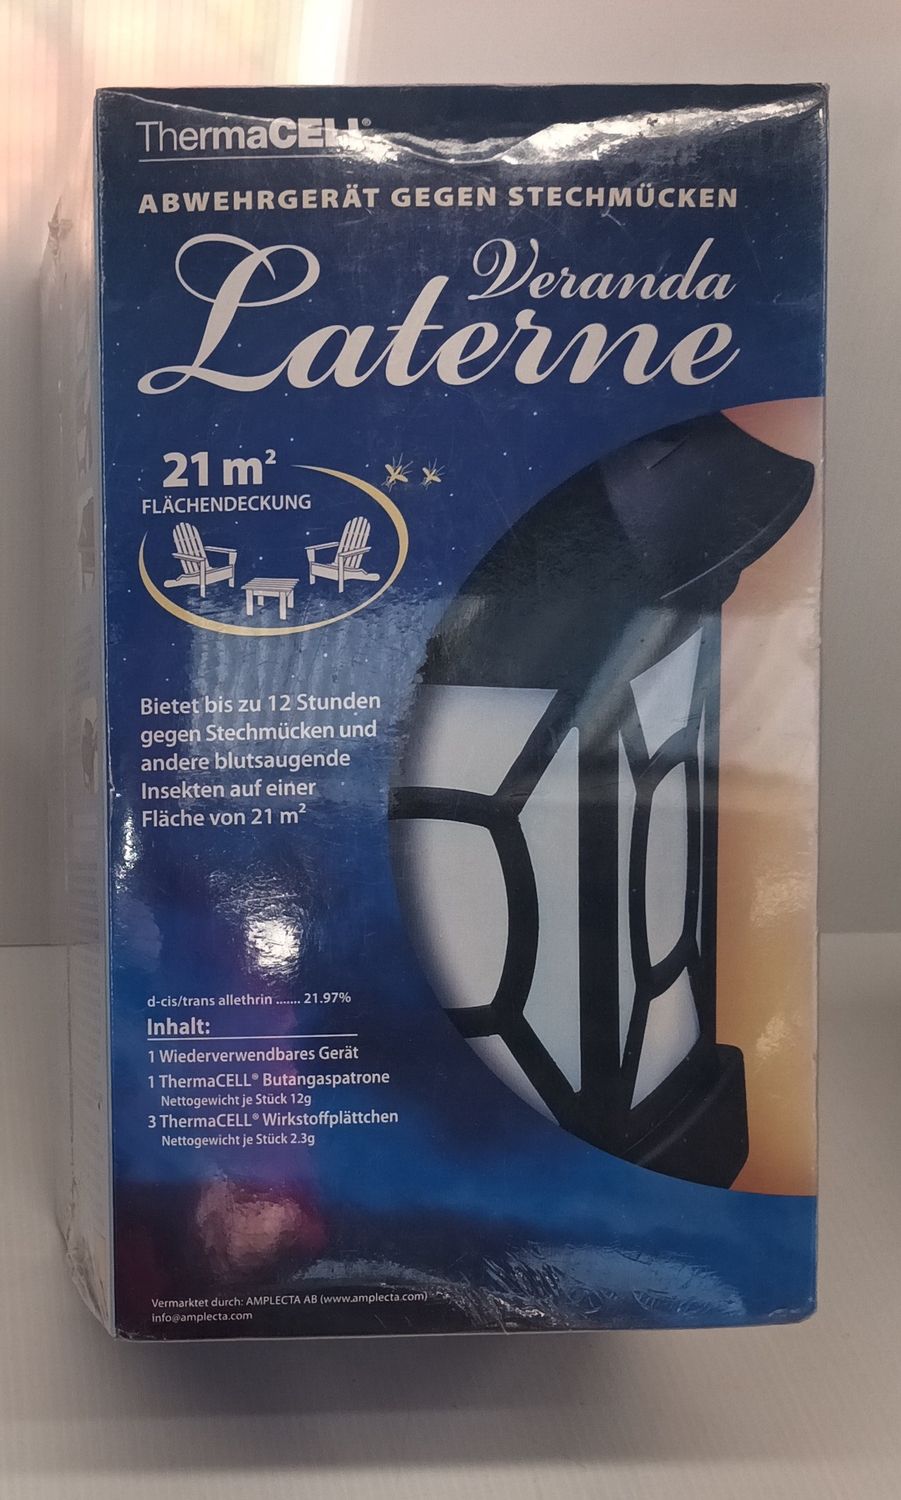 ThermaCELL®
ABWEHRGERÄT GEGEN STECHMÜCKEN
Veranda
Laterne
21 m²
FLÄCHENDECKUNG
Bietet bis zu 12 Stunden
gegen Stechmücken und
andere blutsaugende
Insekten auf einer
Fläche von 21 m²
d-cis/trans allethrin ....... 21.97%
Inhalt:
1 Wiederverwendbares Gerät
1 ThermaCELL® Butangaspatrone
Nettogewicht je Stück 12g
3 ThermaCELL® Wirkstoffplättchen
Nettogewicht je Stück 2.3g
Vermarktet durch: AMPLECTA AB (www.amplecta.com)
info@amplecta.com